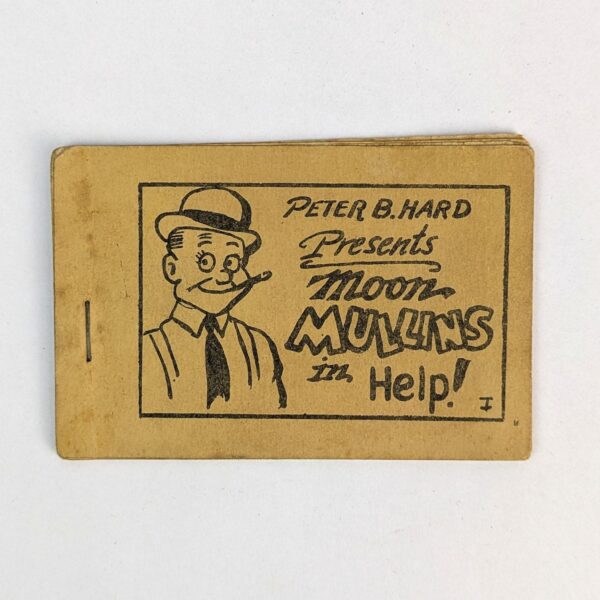 PETER B. HARD
Presents
Moon
MULLINS
in Help!
I